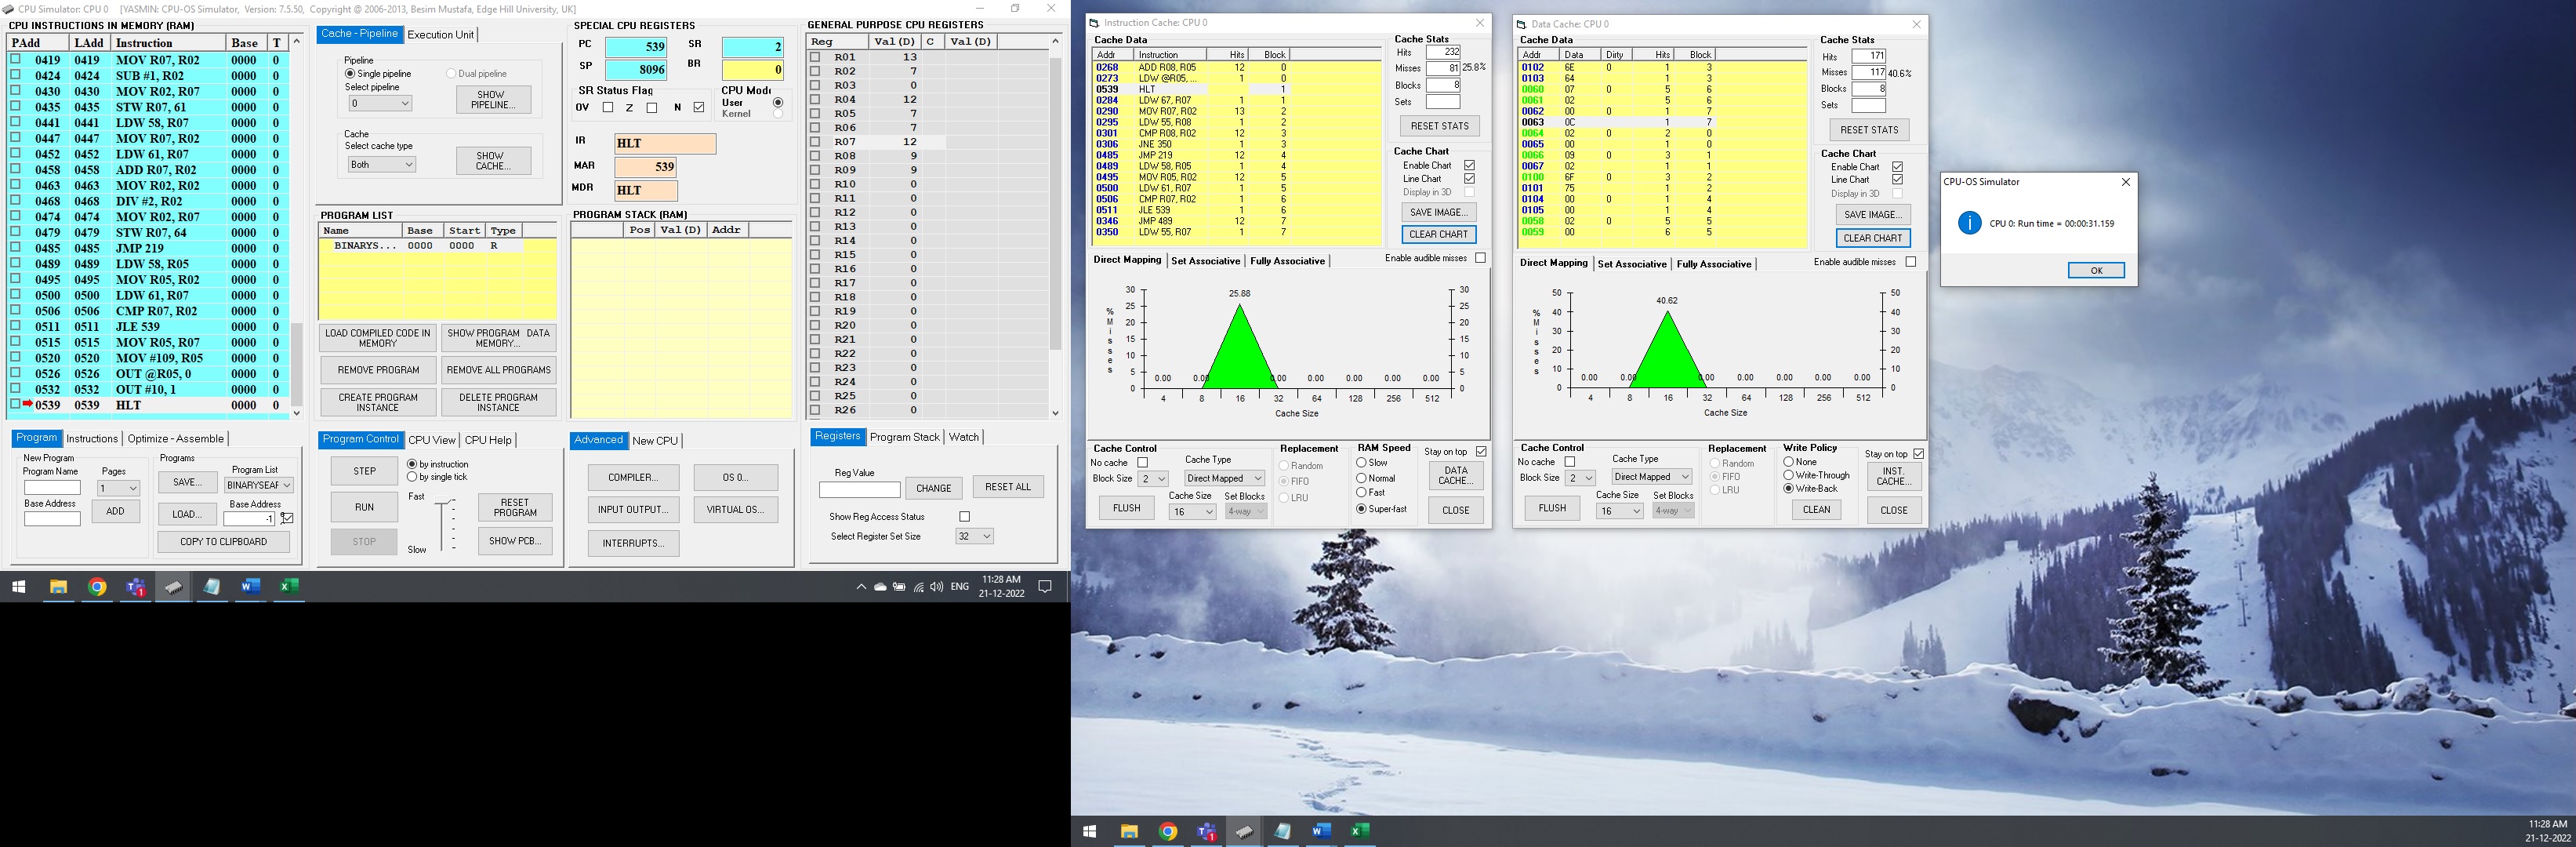 CPU Simulator: CPU 0 [YASMIN: CPU-OS Simulator, Version: 7.5.50, Copyright @ 2006-2013, Besim Mustafa, Edge Hill University, UK]
CPU INSTRUCTIONS IN MEMORY (RAM)
PAdd LAdd Instruction Base T
0419 0419 MOV R07, R02 0000 0
0424 0424 SUB #1, R02 0000 0
0430 0430 MOV R02, R07 0000 0
0435 0435 STW R07, 61 0000 0
0441 0441 LDW 58, R07 0000 0
0447 0447 MOV R07, R02 0000 0
0452 0452 LDW 61, R07 0000 0
0458 0458 ADD R07, R02 0000 0
0463 0463 MOV R02, R02 0000 0
0468 0468 DIV #2, R02 0000 0
0474 0474 MOV R02, R07 0000 0
0479 0479 STW R07, 64 0000 0
0485 0485 JMP 219 0000 0
0489 0489 LDW 58, R05 0000 0
0495 0495 MOV R05, R02 0000 0
0500 0500 LDW 61, R07 0000 0
0506 0506 CMP R07, R02 0000 0
0511 0511 JLE 539 0000 0
0515 0515 MOV R05, R07 0000 0
0520 0520 MOV #109, R05 0000 0
0526 0526 OUT @R05, 0 0000 0
0532 0532 OUT #10, 1 0000 0
0539 0539 HLT 0000 0
Program Instructions Optimize - Assemble
New Program
Program Name Pages
1
Base Address
ADD
Programs
SAVE... Program List
BINARYSEAF
LOAD... Base Address
-1
COPY TO CLIPBOARD
Cache - Pipeline Execution Unit
Pipeline
Single pipeline Dual pipeline
Select pipeline
0
SHOW PIPELINE...
Cache
Select cache type
Both
SHOW CACHE...
PROGRAM LIST
Name Base Start Type
BINARYS... 0000 0000 R
LOAD COMPILED CODE IN MEMORY
SHOW PROGRAM DATA MEMORY...
REMOVE PROGRAM
REMOVE ALL PROGRAMS
CREATE PROGRAM INSTANCE
DELETE PROGRAM INSTANCE
Program Control CPU View CPU Help
STEP
by instruction
by single tick
RUN
STOP
Fast
Slow
RESET PROGRAM
SHOW PCB...
SPECIAL CPU REGISTERS
PC 539 SR 2
SP 8096 BR 0
SR Status Flag
OV Z N
CPU Mode
User
Kernel
IR HLT
MAR 539
MDR HLT
PROGRAM STACK (RAM)
Pos Val(D) Addr
Advanced New CPU
COMPILER... OS 0...
INPUT OUTPUT... VIRTUAL OS...
INTERRUPTS...
GENERAL PURPOSE CPU REGISTERS
Reg Val(D) C Val(D)
R01 13
R02 7
R03 0
R04 12
R05 7
R06 7
R07 12
R08 9
R09 9
R10 0
R11 0
R12 0
R13 0
R14 0
R15 0
R16 0
R17 0
R18 0
R19 0
R20 0
R21 0
R22 0
R23 0
R24 0
R25 0
R26 0
Registers Program Stack Watch
Reg Value
CHANGE RESET ALL
Show Reg Access Status
Select Register Set Size 32
ENG
11:28 AM
21-12-2022
Instruction Cache: CPU 0
Cache Data
Addr Instruction Hits Block
0268 ADD R08, R05 12 0
0273 LDW @R05, ... 1 0
0539 HLT 1
0284 LDW 67, R07 1 1
0290 MOV R07, R02 13 2
0295 LDW 55, R08 1 2
0301 CMP R08, R02 12 3
0306 JNE 350 1 3
0485 JMP 219 12 4
0489 LDW 58, R05 1 4
0495 MOV R05, R02 12 5
0500 LDW 61, R07 1 5
0506 CMP R07, R02 12 6
0511 JLE 539 1 6
0346 JMP 489 12 7
0350 LDW 55, R07 1 7
Cache Stats
Hits 232
Misses 81 25.8%
Blocks 8
Sets
RESET STATS
Cache Chart
Enable Chart
Line Chart
Display in 3D
SAVE IMAGE...
CLEAR CHART
Direct Mapping Set Associative Fully Associative
Enable audible misses
30
25
20
15
10
5
0
% Misses
0.00 0.00 25.88 0.00 0.00 0.00 0.00 0.00
30
25
20
15
10
5
0
4 8 16 32 64 128 256 512
Cache Size
Cache Control
No cache
Block Size 2
FLUSH
Cache Type
Direct Mapped
Cache Size
16
Set Blocks
4-way
Replacement
Random
FIFO
LRU
RAM Speed
Slow
Normal
Fast
Super-fast
Stay on top
DATA CACHE...
CLOSE
Data Cache: CPU 0
Cache Data
Addr Data Dirty Hits Block
0102 6E 0 1 3
0103 64 1 3
0060 07 0 5 6
0061 02 5 6
0062 00 0 1 7
0063 0C 1 7
0064 02 0 2 0
0065 00 1 0
0066 09 0 3 1
0067 02 1 1
0100 6F 0 3 2
0101 75 1 2
0104 00 0 1 4
0105 00 1 4
0058 02 0 5 5
0059 00 6 5
Cache Stats
Hits 171
Misses 117 40.6%
Blocks 8
Sets
RESET STATS
Cache Chart
Enable Chart
Line Chart
Display in 3D
SAVE IMAGE...
CLEAR CHART
Direct Mapping Set Associative Fully Associative
Enable audible misses
50
40
30
20
10
0
% Misses
0.00 0.00 40.62 0.00 0.00 0.00 0.00 0.00
50
40
30
20
10
0
4 8 16 32 64 128 256 512
Cache Size
Cache Control
No cache
Block Size 2
FLUSH
Cache Type
Direct Mapped
Cache Size
16
Set Blocks
4-way
Replacement
Random
FIFO
LRU
Write Policy
None
Write-Through
Write-Back
CLEAN
Stay on top
INST. CACHE...
CLOSE
CPU-OS Simulator
CPU 0: Run time = 00:00:31.159
OK
11:28 AM
21-12-2022